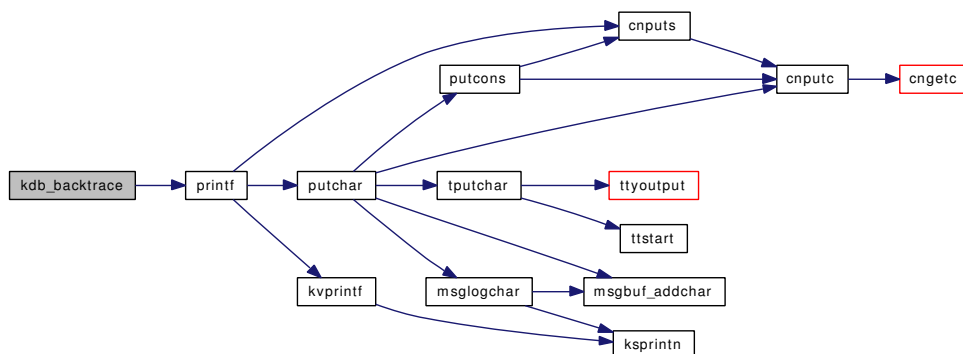 cnputs
putcons
cnputc
cngetc
kdb_backtrace
printf
putchar
tputchar
ttyoutput
ttstart
kvprintf
msglogchar
msgbuf_addchar
ksprintn